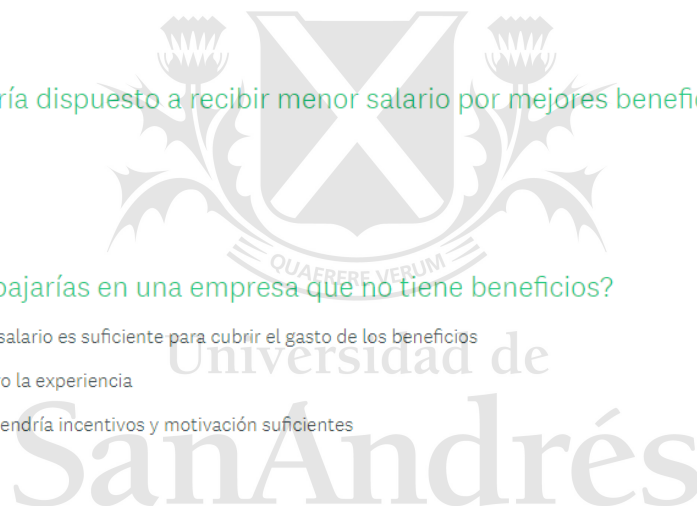 ría dispuesto a recibir menor salario por mejores benefi
QUAERERE VERUM
bajarías en una empresa que no tiene beneficios?
salario es suficiente para cubrir el gasto de los beneficios
Universidad de
o la experiencia
endría incentivos y motivación suficientes
SanAndrés